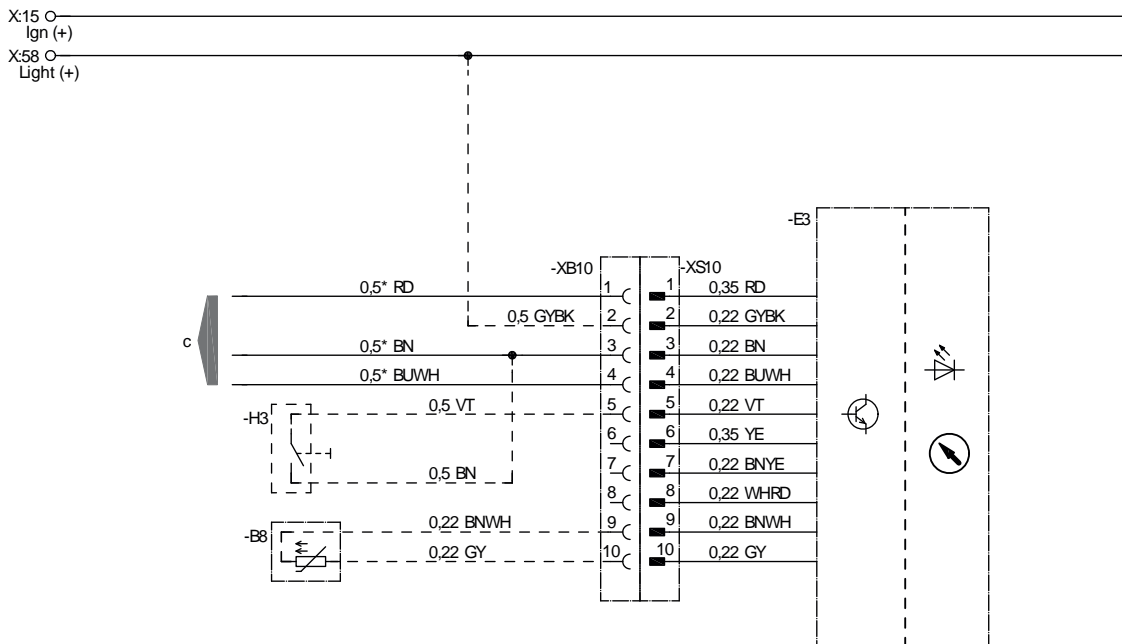 X:15
Ign (+)
X:58
Light (+)
-E3
-XB10 -XS10
0,5* RD 1 1 0,35 RD
0,5 GYBK 2 2 0,22 GYBK
c
0,5* BN 3 3 0,22 BN
0,5* BUWH 4 4 0,22 BUWH
-H3
0,5 VT 5 5 0,22 VT
6 6 0,35 YE
0,5 BN 7 7 0,22 BNYE
8 8 0,22 WHRD
-B8
0,22 BNWH 9 9 0,22 BNWH
0,22 GY 10 10 0,22 GY